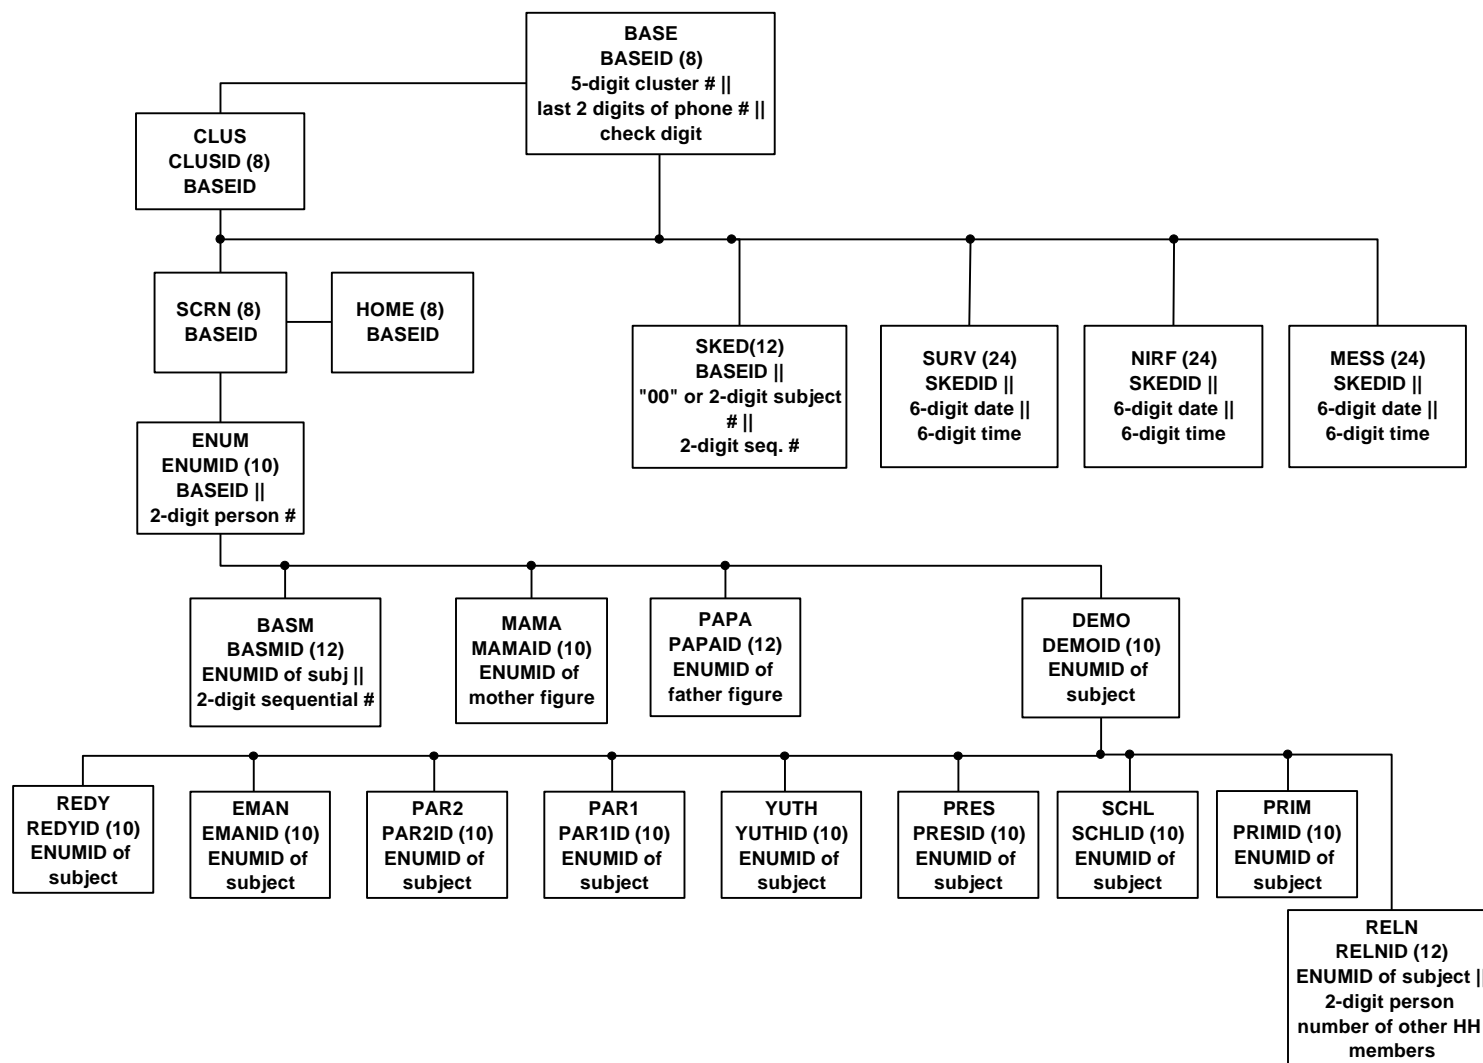 BASE
BASEID (8)
5-digit cluster # ||
last 2 digits of phone # ||
check digit
CLUS
CLUSID (8)
BASEID
SCRN (8)
BASEID
HOME (8)
BASEID
SKED(12)
BASEID ||
"00" or 2-digit subject
# ||
2-digit seq. #
SURV (24)
SKEDID ||
6-digit date ||
6-digit time
NIRF (24)
SKEDID ||
6-digit date ||
6-digit time
MESS (24)
SKEDID ||
6-digit date ||
6-digit time
ENUM
ENUMID (10)
BASEID ||
2-digit person #
BASM
BASMID (12)
ENUMID of subj ||
2-digit sequential #
MAMA
MAMAID (10)
ENUMID of
mother figure
PAPA
PAPAID (12)
ENUMID of
father figure
DEMO
DEMOID (10)
ENUMID of
subject
REDY
REDYID (10)
ENUMID of
subject
EMAN
EMANID (10)
ENUMID of
subject
PAR2
PAR2ID (10)
ENUMID of
subject
PAR1
PAR1ID (10)
ENUMID of
subject
YUTH
YUTHID (10)
ENUMID of
subject
PRES
PRESID (10)
ENUMID of
subject
SCHL
SCHLID (10)
ENUMID of
subject
PRIM
PRIMID (10)
ENUMID of
subject
RELN
RELNID (12)
ENUMID of subject ||
2-digit person
number of other HH
members